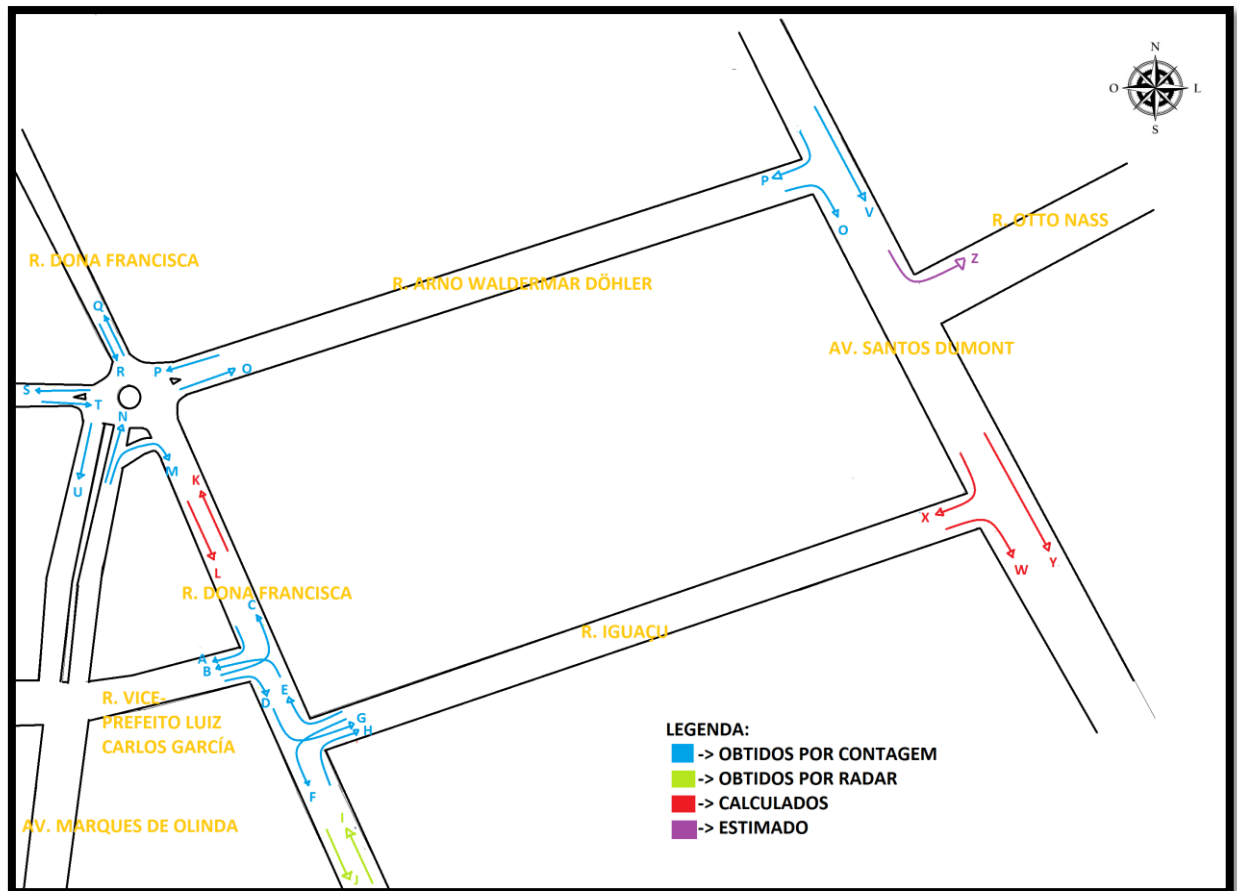 N
O
L
S
P
O
V
R. OTTO NASS
Z
R. DONA FRANCISCA
R. ARNO WALDERMAR DÖHLER
Q
AV. SANTOS DUMONT
R
P
O
S
T
N
M
U
K
L
X
W
Y
R. DONA FRANCISCA
C
R. IGUAÇU
A
B
E
D
G
H
R. VICE-
PREFEITO LUIZ
CARLOS GARCÍA
F
LEGENDA:
-> OBTIDOS POR CONTAGEM
-> OBTIDOS POR RADAR
-> CALCULADOS
-> ESTIMADO
AV. MARQUES DE OLINDA
I
J